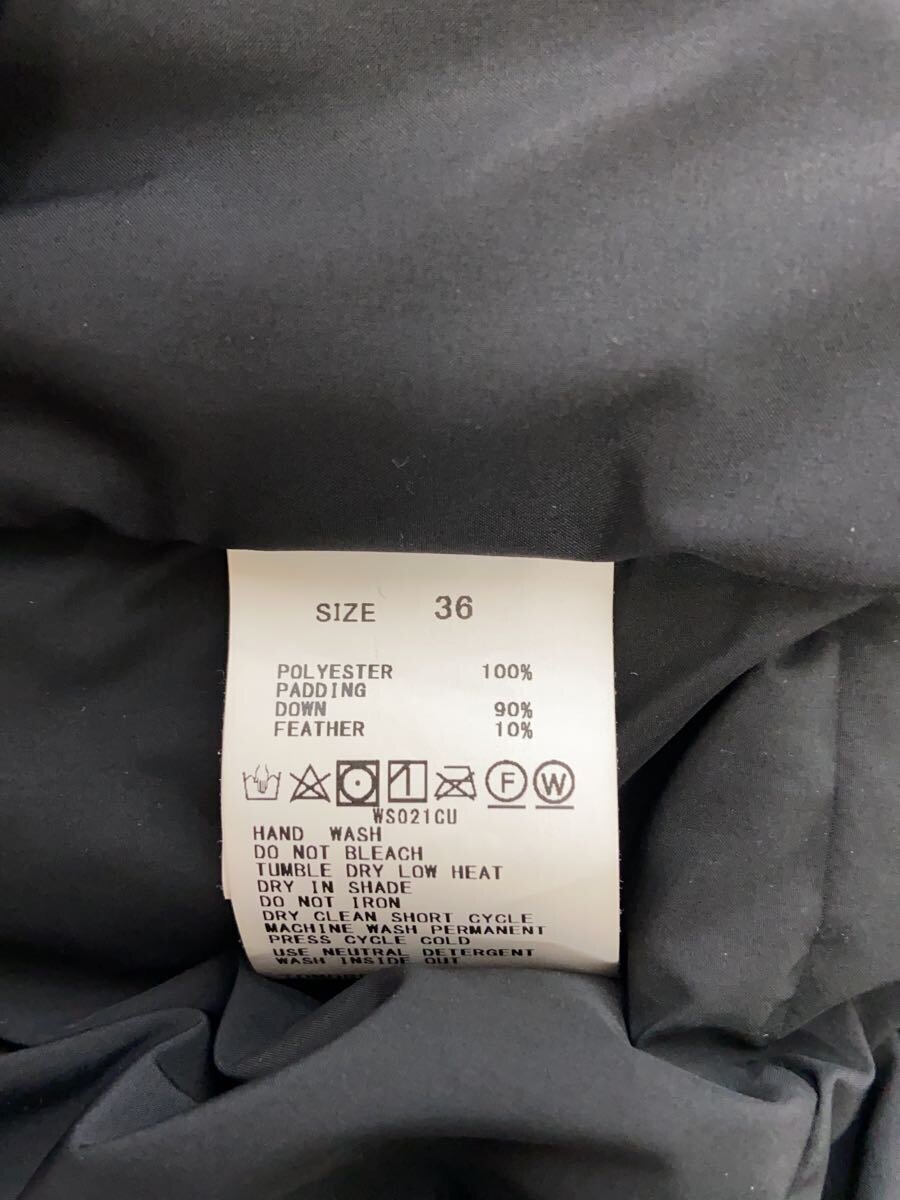 SIZE 36
POLYESTER 100%
PADDING
DOWN 90%
FEATHER 10%
F W
WS021CU
HAND WASH
DO NOT BLEACH
TUMBLE DRY LOW HEAT
DRY IN SHADE
DO NOT IRON
DRY CLEAN SHORT CYCLE
MACHINE WASH PERMANENT
PRESS CYCLE COLD
USE NEUTRAL DETERGENT
WASH INSIDE OUT